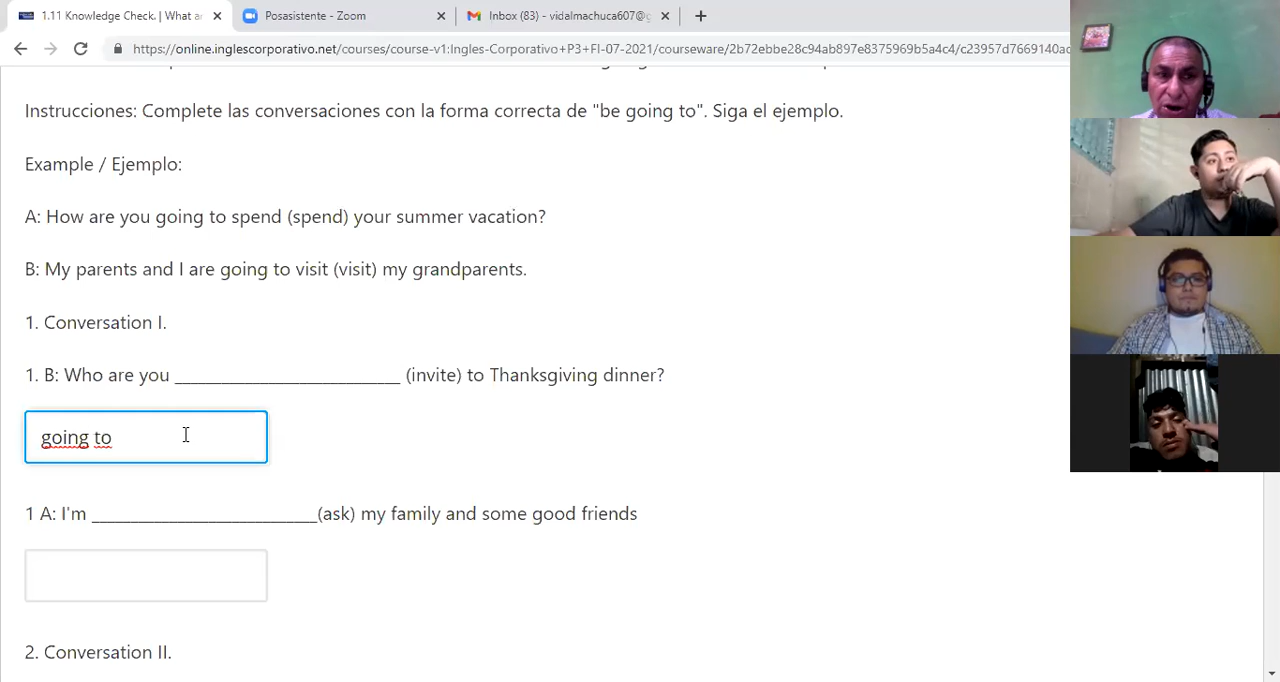 1.11 Knowledge Check. | What a
Posasistente - Zoom
Inbox (83) - vidalmachuca607@g
https://online.inglescorporativo.net/courses/course-v1:Ingles-Corporativo+P3+FI-07-2021/courseware/2b72ebbe28c94ab897e8375969b5a4c4/c23957d7669140ac
Instrucciones: Complete las conversaciones con la forma correcta de "be going to". Siga el ejemplo.
Example / Ejemplo:
A: How are you going to spend (spend) your summer vacation?
B: My parents and I are going to visit (visit) my grandparents.
1. Conversation I.
1. B: Who are you __________________________ (invite) to Thanksgiving dinner?
going to
1 A: I'm __________________________(ask) my family and some good friends
2. Conversation II.